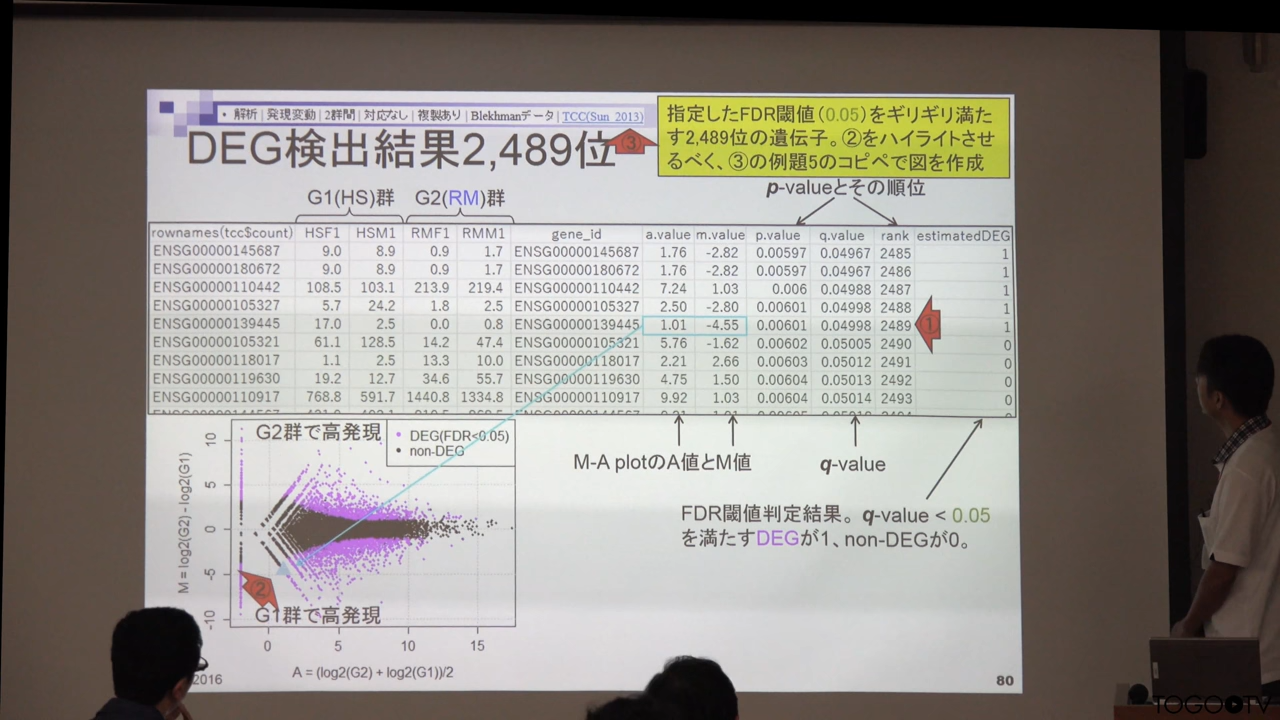 • 解析 | 発現変動 | 2群間 | 対応なし | 複製あり | Blekhmanデータ | TCC(Sun_2013)
DEG検出結果2,489位
③
指定したFDR閾値(0.05)をギリギリ満た
す2,489位の遺伝子。②をハイライトさせ
るべく、③の例題5のコピペで図を作成
G1(HS)群 G2(RM)群
p-valueとその順位
rownames(tcc$count) HSF1 HSM1 RMF1 RMM1 gene_id a.value m.value p.value q.value rank estimatedDEG
ENSG00000145687 9.0 8.9 0.9 1.7 ENSG00000145687 1.76 -2.82 0.00597 0.04967 2485 1
ENSG00000180672 9.0 8.9 0.9 1.7 ENSG00000180672 1.76 -2.82 0.00597 0.04967 2486 1
ENSG00000110442 108.5 103.1 213.9 219.4 ENSG00000110442 7.24 1.03 0.006 0.04988 2487 1
ENSG00000105327 5.7 24.2 1.8 2.5 ENSG00000105327 2.50 -2.80 0.00601 0.04998 2488 1
ENSG00000139445 17.0 2.5 0.0 0.8 ENSG00000139445 1.01 -4.55 0.00601 0.04998 2489 1
①
ENSG00000105321 61.1 128.5 14.2 47.4 ENSG00000105321 5.76 -1.62 0.00602 0.05005 2490 0
ENSG00000118017 1.1 2.5 13.3 10.0 ENSG00000118017 2.21 2.66 0.00603 0.05012 2491 0
ENSG00000119630 19.2 12.7 34.6 55.7 ENSG00000119630 4.75 1.50 0.00604 0.05013 2492 0
ENSG00000110917 768.8 591.7 1440.8 1334.8 ENSG00000110917 9.92 1.03 0.00604 0.05014 2493 0
G2群で高発現
DEG(FDR<0.05)
non-DEG
M = log2(G2) - log2(G1)
10
5
0
-5
-10
②
G1群で高発現
0 5 10 15
A = (log2(G2) + log2(G1))/2
M-A plotのA値とM値
q-value
FDR閾値判定結果。q-value < 0.05
を満たすDEGが1、non-DEGが0。
2016
80
TOGO TV